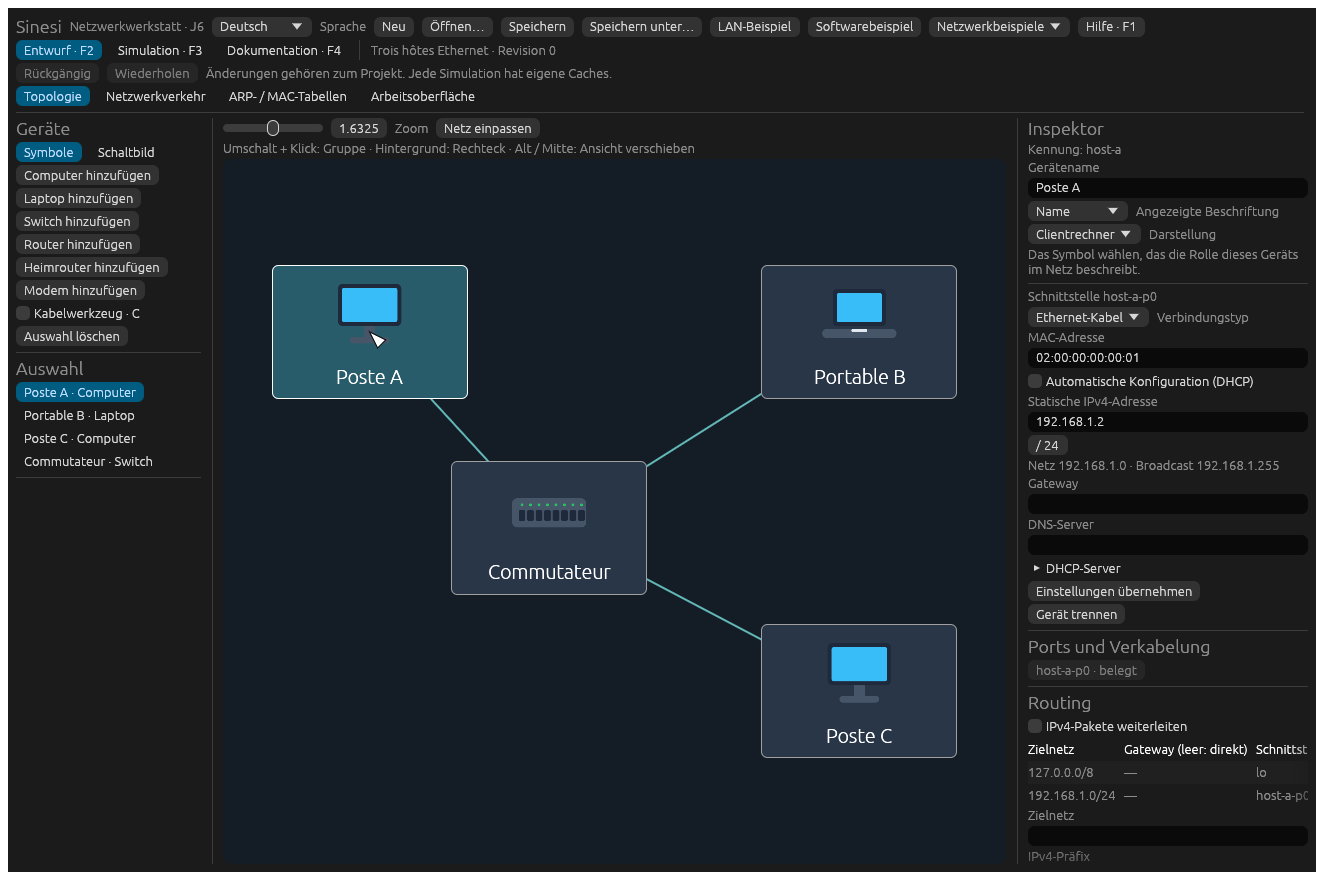 Sinesi Netzwerkwerkstatt · J6 Deutsch Sprache Neu Öffnen... Speichern Speichern unter... LAN-Beispiel Softwarebeispiel Netzwerkbeispiele Hilfe · F1
Entwurf · F2 Simulation · F3 Dokumentation · F4 Trois hôtes Ethernet · Revision 0
Rückgängig Wiederholen Änderungen gehören zum Projekt. Jede Simulation hat eigene Caches.
Topologie Netzwerkverkehr ARP- / MAC-Tabellen Arbeitsoberfläche
Geräte
Symbole Schaltbild
Computer hinzufügen
Laptop hinzufügen
Switch hinzufügen
Router hinzufügen
Heimrouter hinzufügen
Modem hinzufügen
Kabelwerkzeug · C
Auswahl löschen
Auswahl
Poste A · Computer
Portable B · Laptop
Poste C · Computer
Commutateur · Switch
1.6325 Zoom Netz einpassen
Umschalt + Klick: Gruppe · Hintergrund: Rechteck · Alt / Mitte: Ansicht verschieben
Poste A
Portable B
Commutateur
Poste C
Inspektor
Kennung: host-a
Gerätename
Poste A
Name Angezeigte Beschriftung
Clientrechner Darstellung
Das Symbol wählen, das die Rolle dieses Geräts
im Netz beschreibt.
Schnittstelle host-a-p0
Ethernet-Kabel Verbindungstyp
MAC-Adresse
02:00:00:00:00:01
Automatische Konfiguration (DHCP)
Statische IPv4-Adresse
192.168.1.2
/ 24
Netz 192.168.1.0 · Broadcast 192.168.1.255
Gateway
DNS-Server
DHCP-Server
Einstellungen übernehmen
Gerät trennen
Ports und Verkabelung
host-a-p0 · belegt
Routing
IPv4-Pakete weiterleiten
Zielnetz Gateway (leer: direkt) Schnittst
127.0.0.0/8 — lo
192.168.1.0/24 — host-a-p0
Zielnetz
IPv4-Präfix